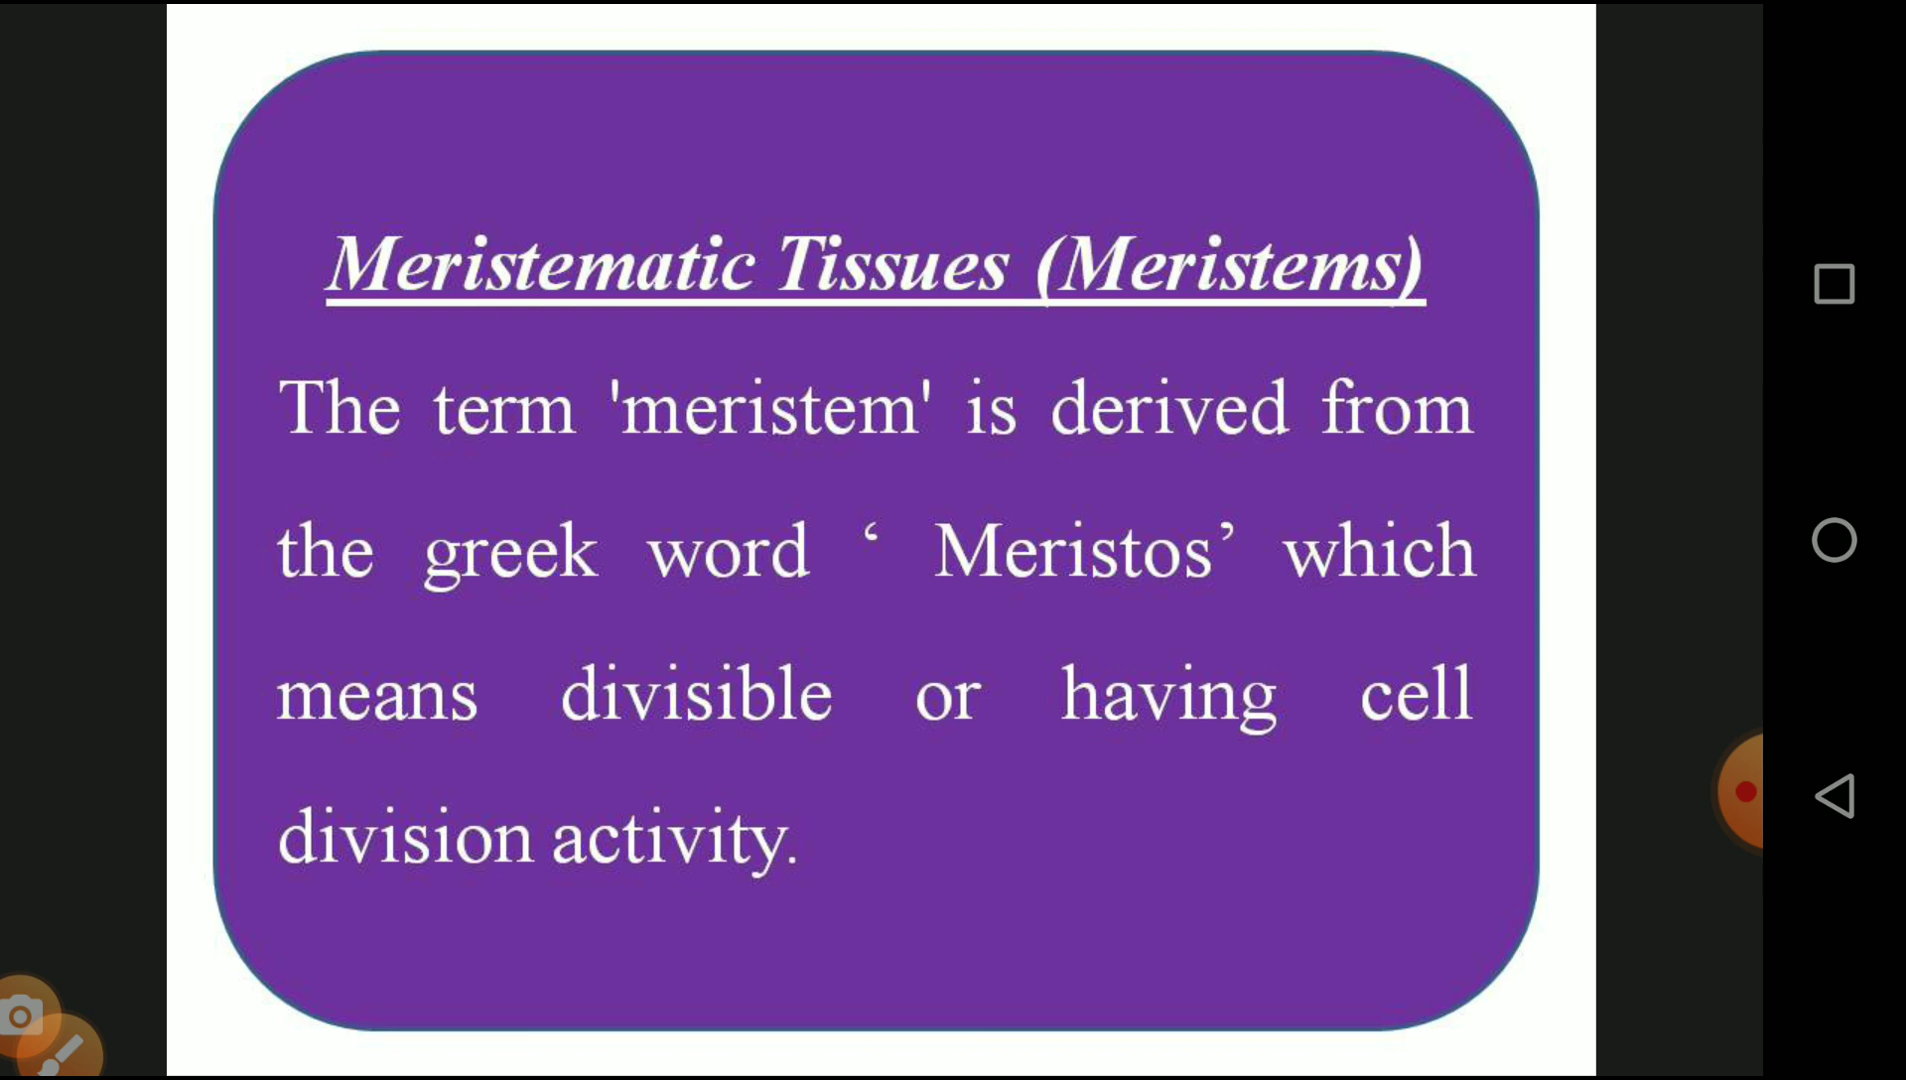 Meristematic Tissues (Meristems)
The term 'meristem' is derived from
the greek word ‘ Meristos’ which
means divisible or having cell
division activity.